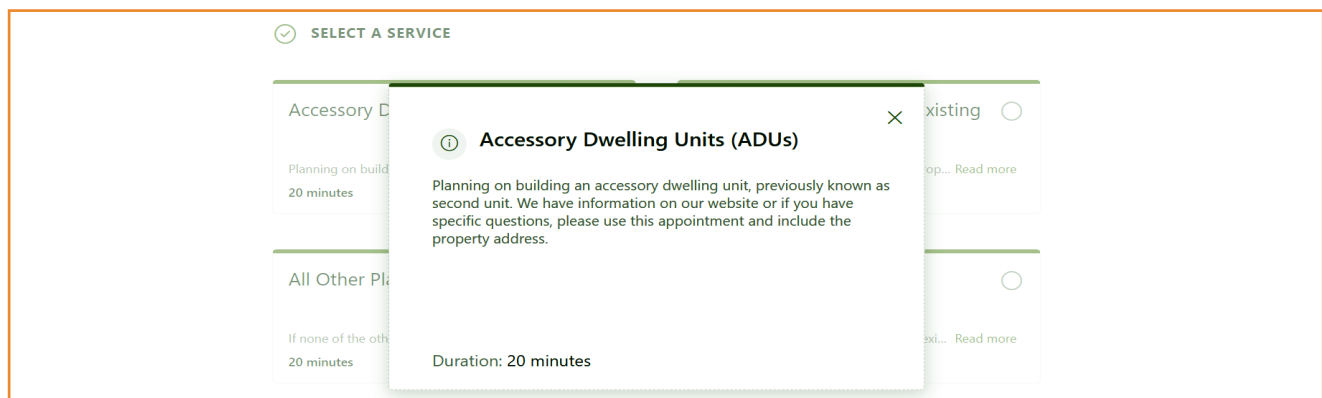 SELECT A SERVICE
Accessory D
xisting
Accessory Dwelling Units (ADUs)
Planning on build
op... Read more
20 minutes
Planning on building an accessory dwelling unit, previously known as
second unit. We have information on our website or if you have
specific questions, please use this appointment and include the
property address.
All Other Pla
If none of the oth
exi... Read more
20 minutes
Duration: 20 minutes